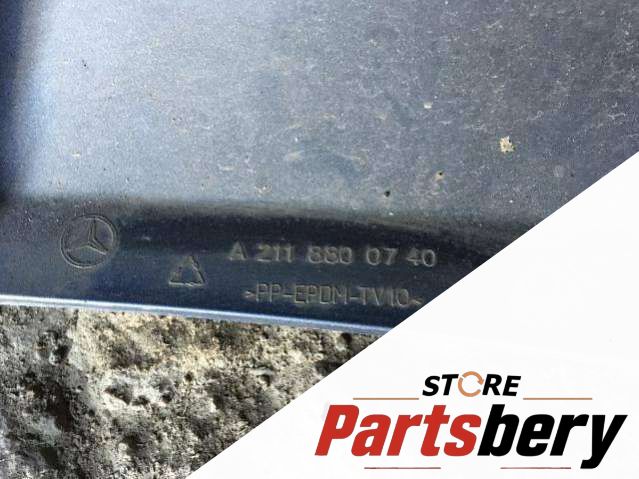 A 211 880 07 40
>PP-EPDM-TV10<
STORE
Partsbery